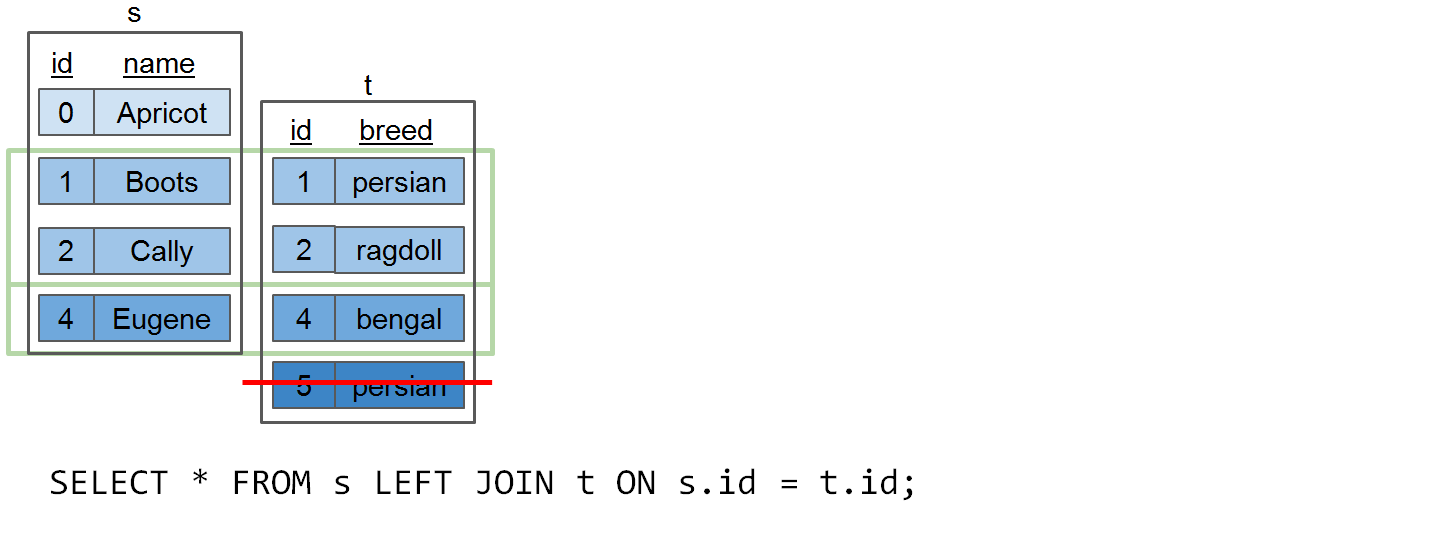 s
id name
0 Apricot
1 Boots
2 Cally
4 Eugene
t
id breed
1 persian
2 ragdoll
4 bengal
5 persian
SELECT * FROM s LEFT JOIN t ON s.id = t.id;